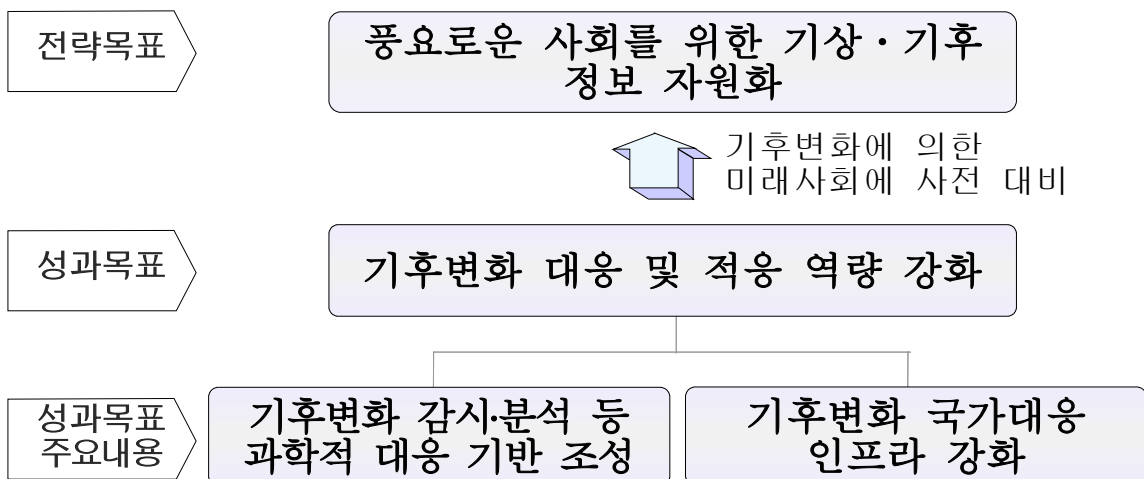 전략목표
풍요로운 사회를 위한 기상·기후
정보 자원화
기후변화에 의한
미래사회에 사전 대비
성과목표
기후변화 대응 및 적응 역량 강화
성과목표
주요내용
기후변화 감시·분석 등
과학적 대응 기반 조성
기후변화 국가대응
인프라 강화